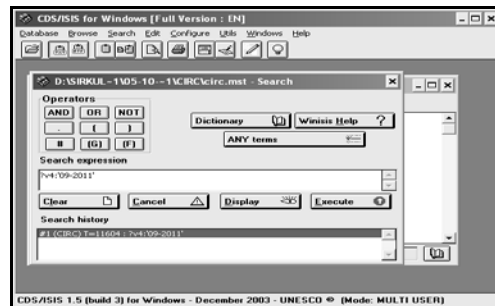 CDS/ISIS for Windows [Full Version : EN]
Database Browse Search Edit Configure Utils Windows Help
D:\SIRKUL~1\05-10-~1\CIRC\circ.mst - Search
Operators
AND OR NOT
. ( )
# (G) (F)
Dictionary Winisis Help ?
ANY terms
Search expression
?v4:'09-2011'
Clear Cancel Display Execute
Search history
#1 (CIRC) T=11604 : ?v4:'09-2011'
CDS/ISIS 1.5 (build 3) for Windows - December 2003 - UNESCO © (Mode: MULTI USER)